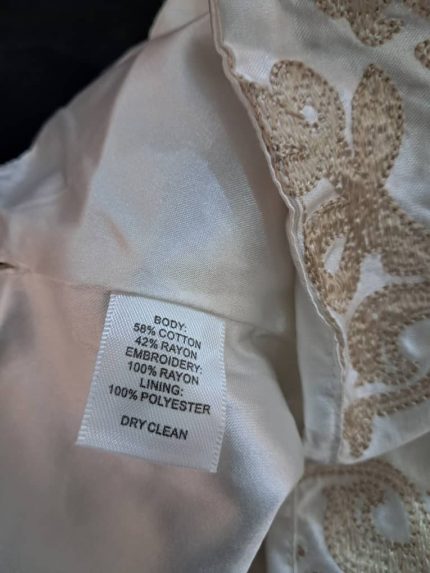 BODY:
58% COTTON
42% RAYON
EMBROIDERY:
100% RAYON
LINING:
100% POLYESTER
DRY CLEAN